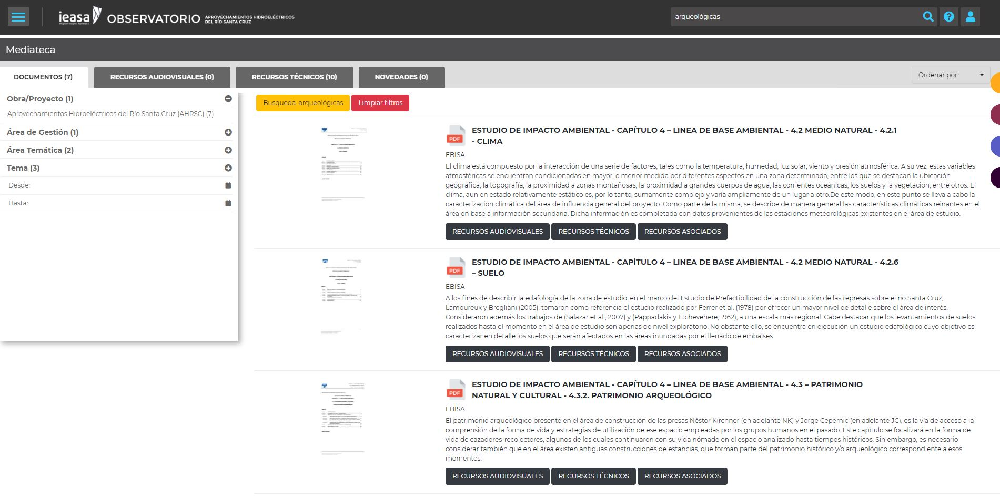 ieasa
Integración Energética Argentina S.A.
OBSERVATORIO
APROVECHAMIENTOS HIDROELÉCTRICOS
DEL RÍO SANTA CRUZ
arqueológicas
Mediateca
DOCUMENTOS (7)
RECURSOS AUDIOVISUALES (0)
RECURSOS TÉCNICOS (10)
NOVEDADES (0)
Ordenar por
Obra/Proyecto (1)
Aprovechamientos Hidroeléctricos del Río Santa Cruz (AHRSC) (7)
Área de Gestión (1)
Área Temática (2)
Tema (3)
Desde:
Hasta:
Busqueda: arqueológicas
Limpiar filtros
PDF
ESTUDIO DE IMPACTO AMBIENTAL - CAPÍTULO 4 – LINEA DE BASE AMBIENTAL - 4.2 MEDIO NATURAL - 4.2.1
- CLIMA
EBISA
El clima está compuesto por la interacción de una serie de factores, tales como la temperatura, humedad, luz solar, viento y presión atmosférica. A su vez, estas variables
atmosféricas se encuentran condicionadas en mayor, o menor medida por diferentes aspectos en una zona determinada, entre los que se destacan la ubicación
geográfica, la topografía, la proximidad a zonas montañosas, la proximidad a grandes cuerpos de agua, las corrientes oceánicas, los suelos y la vegetación, entre otros. El
clima, aun en estado relativamente estático es, por lo tanto, sumamente complejo y varía ampliamente de un lugar a otro.De este modo, en este punto se lleva a cabo la
caracterización climática del área de influencia general del proyecto. Como parte de la misma, se describe de manera general las características climáticas reinantes en el
área en base a información secundaria. Dicha información es completada con datos provenientes de las estaciones meteorológicas existentes en el área de estudio.
RECURSOS AUDIOVISUALES
RECURSOS TÉCNICOS
RECURSOS ASOCIADOS
PDF
ESTUDIO DE IMPACTO AMBIENTAL - CAPÍTULO 4 – LINEA DE BASE AMBIENTAL - 4.2 MEDIO NATURAL - 4.2.6
– SUELO
EBISA
A los fines de describir la edafología de la zona de estudio, en el marco del Estudio de Prefactibilidad de la construcción de las represas sobre el río Santa Cruz,
Lamoureux y Bregliani (2005), tomaron como referencia el estudio realizado por Ferrer et al. (1978) por ofrecer un mayor nivel de detalle sobre el área de interés.
Consideraron además los trabajos de (Salazar et al., 2007) y (Pappadakis y Etchevehere, 1962), a una escala más regional. Cabe destacar que los levantamientos de suelos
realizados hasta el momento en el área de estudio son apenas de nivel exploratorio. No obstante ello, se encuentra en ejecución un estudio edafológico cuyo objetivo es
caracterizar en detalle los suelos que serán afectados en las áreas inundadas por el llenado de embalses.
RECURSOS AUDIOVISUALES
RECURSOS TÉCNICOS
RECURSOS ASOCIADOS
PDF
ESTUDIO DE IMPACTO AMBIENTAL - CAPÍTULO 4 – LINEA DE BASE AMBIENTAL - 4.3 – PATRIMONIO
NATURAL Y CULTURAL - 4.3.2. PATRIMONIO ARQUEOLÓGICO
EBISA
El patrimonio arqueológico presente en el área de construcción de las presas Néstor Kirchner (en adelante NK) y Jorge Cepernic (en adelante JC), es la vía de acceso a la
comprensión de la forma de vida y estrategias de utilización de ese espacio empleadas por los grupos humanos en el pasado. Este capítulo se focalizará en la forma de
vida de cazadores-recolectores, algunos de los cuales continuaron con su vida nómade en el espacio analizado hasta tiempos históricos. Sin embargo, es necesario
considerar también que en el área existen antiguas construcciones de estancias, que forman parte del patrimonio histórico y/o arqueológico correspondiente a esos
momentos.
RECURSOS AUDIOVISUALES
RECURSOS TÉCNICOS
RECURSOS ASOCIADOS